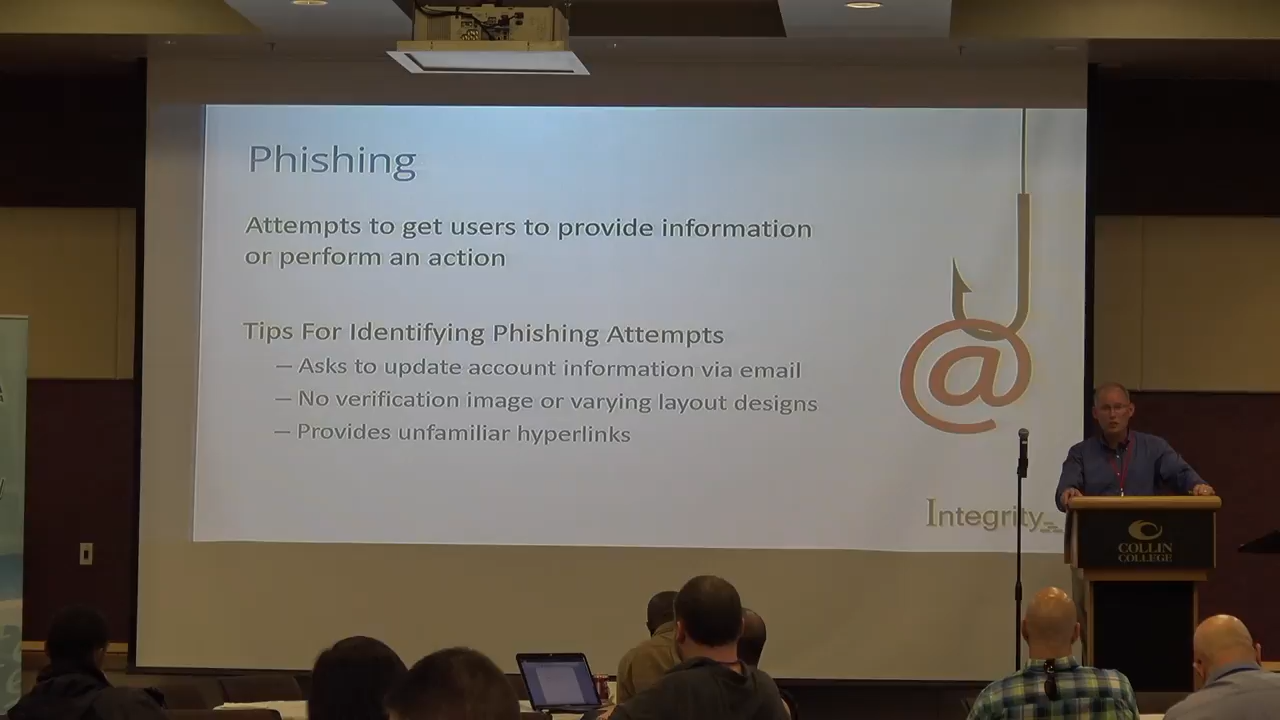 Phishing
Attempts to get users to provide information
or perform an action
Tips For Identifying Phishing Attempts
– Asks to update account information via email
– No verification image or varying layout designs
– Provides unfamiliar hyperlinks
@
Integrity
COLLIN
COLLEGE